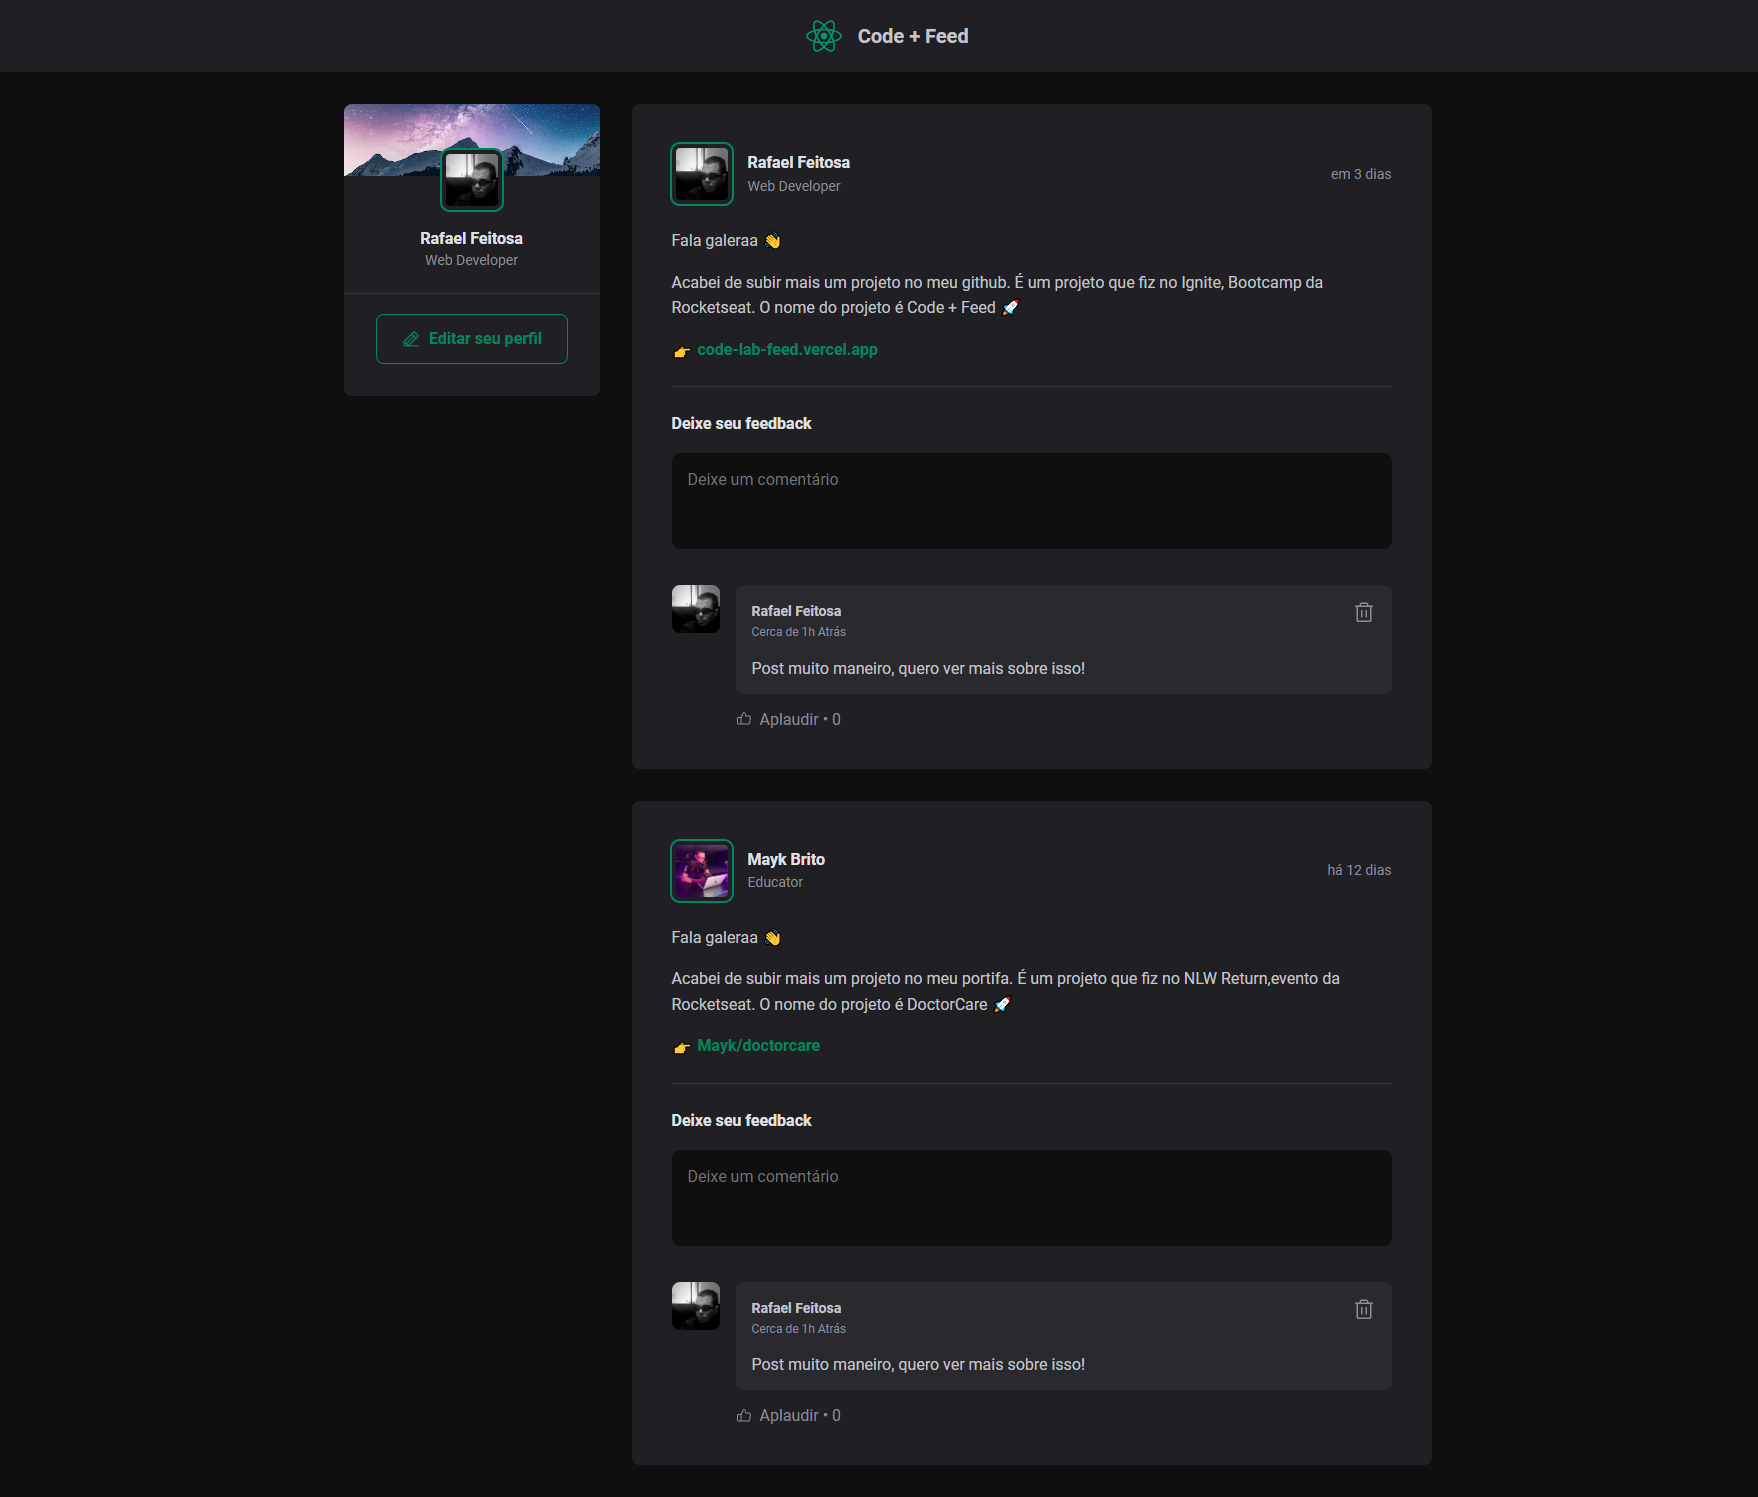 Code + Feed
Rafael Feitosa
Web Developer
Editar seu perfil
Rafael Feitosa
Web Developer
em 3 dias
Fala galeraa 👋
Acabei de subir mais um projeto no meu github. É um projeto que fiz no Ignite, Bootcamp da
Rocketseat. O nome do projeto é Code + Feed 🚀
👉 code-lab-feed.vercel.app
Deixe seu feedback
Deixe um comentário
Rafael Feitosa
Cerca de 1h Atrás
Post muito maneiro, quero ver mais sobre isso!
Aplaudir • 0
Mayk Brito
Educator
há 12 dias
Fala galeraa 👋
Acabei de subir mais um projeto no meu portifa. É um projeto que fiz no NLW Return,evento da
Rocketseat. O nome do projeto é DoctorCare 🚀
👉 Mayk/doctorcare
Deixe seu feedback
Deixe um comentário
Rafael Feitosa
Cerca de 1h Atrás
Post muito maneiro, quero ver mais sobre isso!
Aplaudir • 0